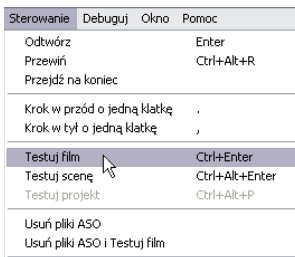 Sterowanie Debuguj Okno Pomoc
Odtwórz Enter
Przewiń Ctrl+Alt+R
Przejdź na koniec
Krok w przód o jedną klatkę .
Krok w tył o jedną klatkę ,
Testuj film Ctrl+Enter
Testuj scenę Ctrl+Alt+Enter
Testuj projekt Ctrl+Alt+P
Usuń pliki ASO
Usuń pliki ASO i Testuj film